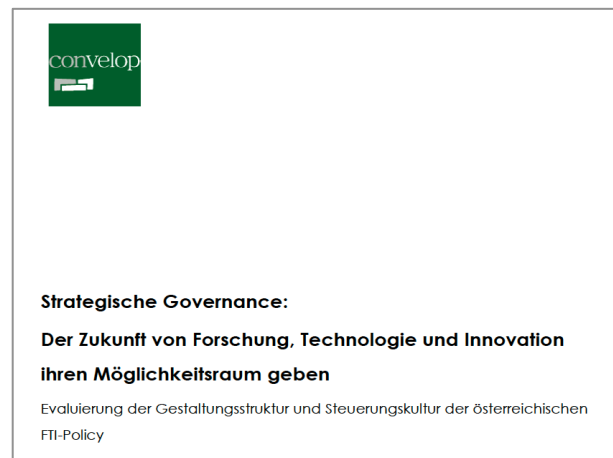 convelop
Strategische Governance:
Der Zukunft von Forschung, Technologie und Innovation
ihren Möglichkeitsraum geben
Evaluierung der Gestaltungsstruktur und Steuerungskultur der österreichischen
FTI-Policy